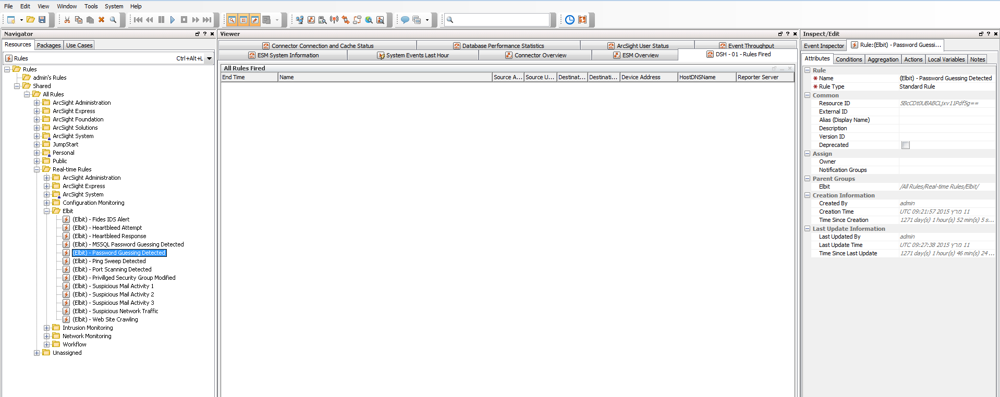 File Edit View Window Tools System Help
Navigator
Resources Packages Use Cases
Rules Ctrl+Alt+L
Rules
admin's Rules
Shared
All Rules
ArcSight Administration
ArcSight Express
ArcSight Foundation
ArcSight Solutions
ArcSight System
JumpStart
Personal
Public
Real-time Rules
ArcSight Administration
ArcSight Express
ArcSight System
Configuration Monitoring
Elbit
(Elbit) - Fides IDS Alert
(Elbit) - Heartbleed Attempt
(Elbit) - Heartbleed Response
(Elbit) - MSSQL Password Guessing Detected
(Elbit) - Password Guessing Detected
(Elbit) - Ping Sweep Detected
(Elbit) - Port Scanning Detected
(Elbit) - Privillged Security Group Modified
(Elbit) - Suspicious Mail Activity 1
(Elbit) - Suspicious Mail Activity 2
(Elbit) - Suspicious Mail Activity 3
(Elbit) - Suspicious Network Traffic
(Elbit) - Web Site Crawling
Intrusion Monitoring
Network Monitoring
Workflow
Unassigned
Viewer
Connector Connection and Cache Status Database Performance Statistics ArcSight User Status Event Throughput
ESM System Information System Events Last Hour Connector Overview ESM Overview DSH - 01 - Rules Fired
All Rules Fired
End Time Name Source A... Source U... Destinat... Destinati... Device Address HostDNSName Reporter Server
Inspect/Edit
Event Inspector Rule:(Elbit) - Password Guessi...
Attributes Conditions Aggregation Actions Local Variables Notes
Rule
* Name (Elbit) - Password Guessing Detected
* Rule Type Standard Rule
Common
Resource ID 5BcCDt0UBABCLjxv11Pdf5g==
External ID
Alias (Display Name)
Description
Version ID
Deprecated
Assign
Owner
Notification Groups
Parent Groups
Elbit /All Rules/Real-time Rules/Elbit/
Creation Information
Created By admin
Creation Time UTC 09:21:57 2015 מרץ 11
Time Since Creation 1271 day(s) 1 hour(s) 52 min(s) 5 s...
Last Update Information
Last Updated By admin
Last Update Time UTC 09:27:38 2015 מרץ 11
Time Since Last Update 1271 day(s) 1 hour(s) 46 min(s) 24 ...